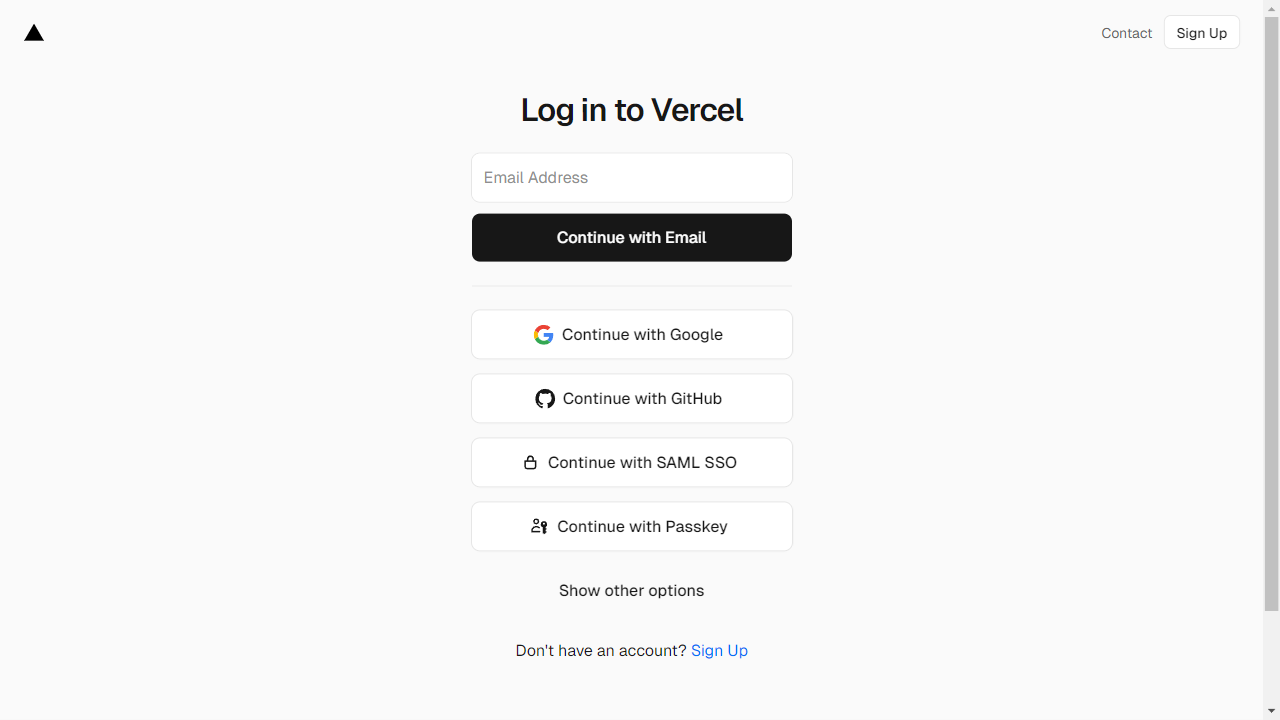 Contact
Sign Up
Log in to Vercel
Email Address
Continue with Email
Continue with Google
Continue with GitHub
Continue with SAML SSO
Continue with Passkey
Show other options
Don't have an account? Sign Up